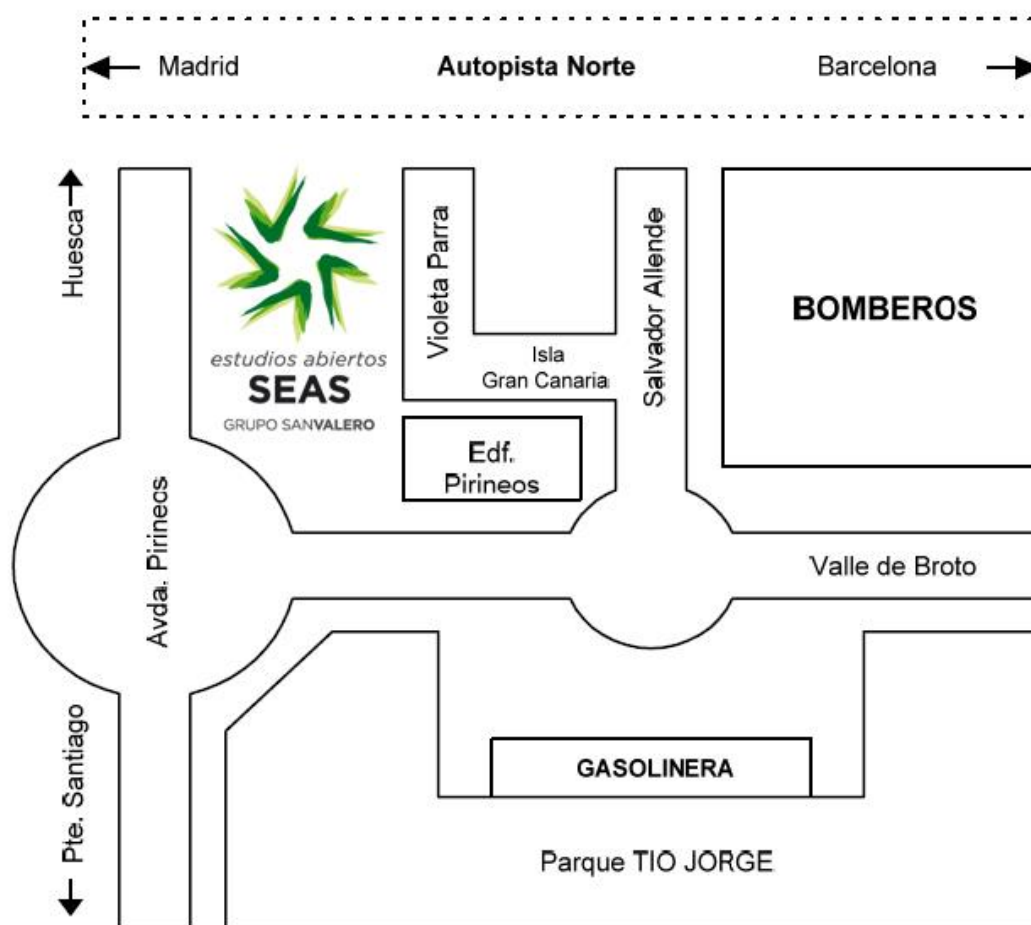 Madrid
Autopista Norte
Barcelona
Huesca
Violeta Parra
Salvador Allende
BOMBEROS
estudios abiertos
SEAS
GRUPO SANVALERO
Isla
Gran Canaria
Edf.
Pirineos
Avda. Pirineos
Valle de Broto
Pte. Santiago
GASOLINERA
Parque TIO JORGE